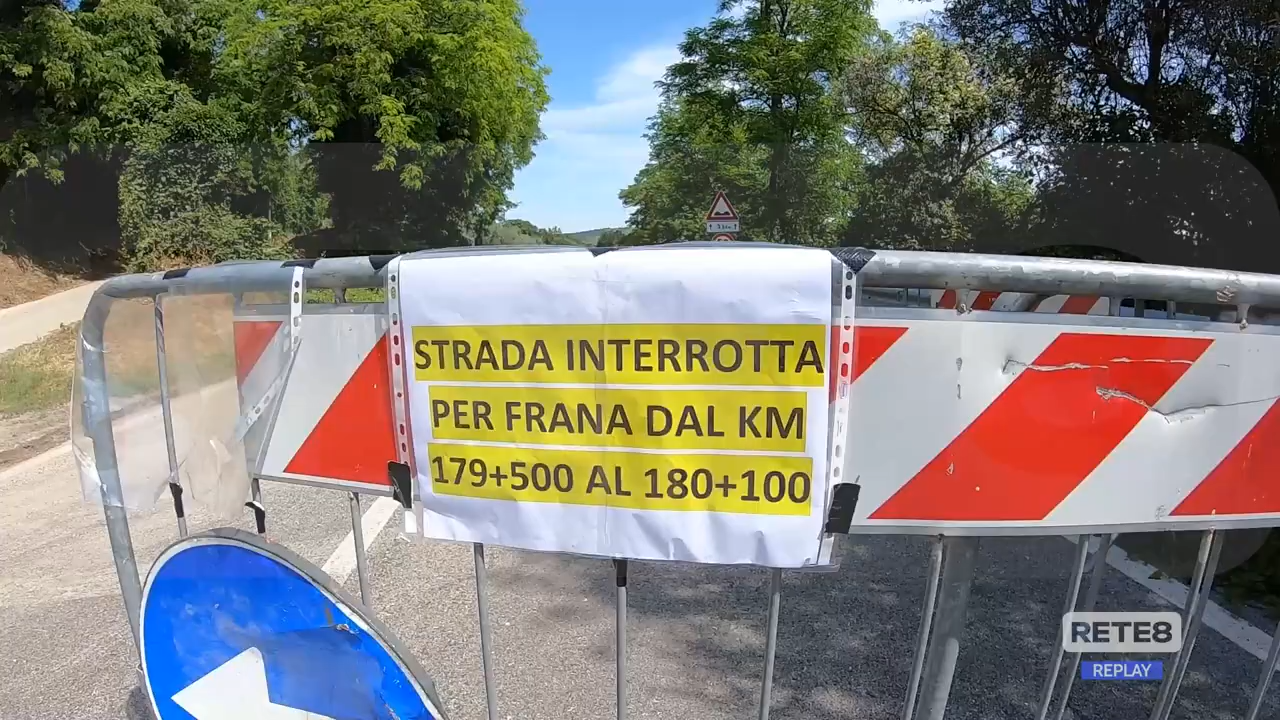 STRADA INTERROTTA
PER FRANA DAL KM
179+500 AL 180+100
RETE8
REPLAY